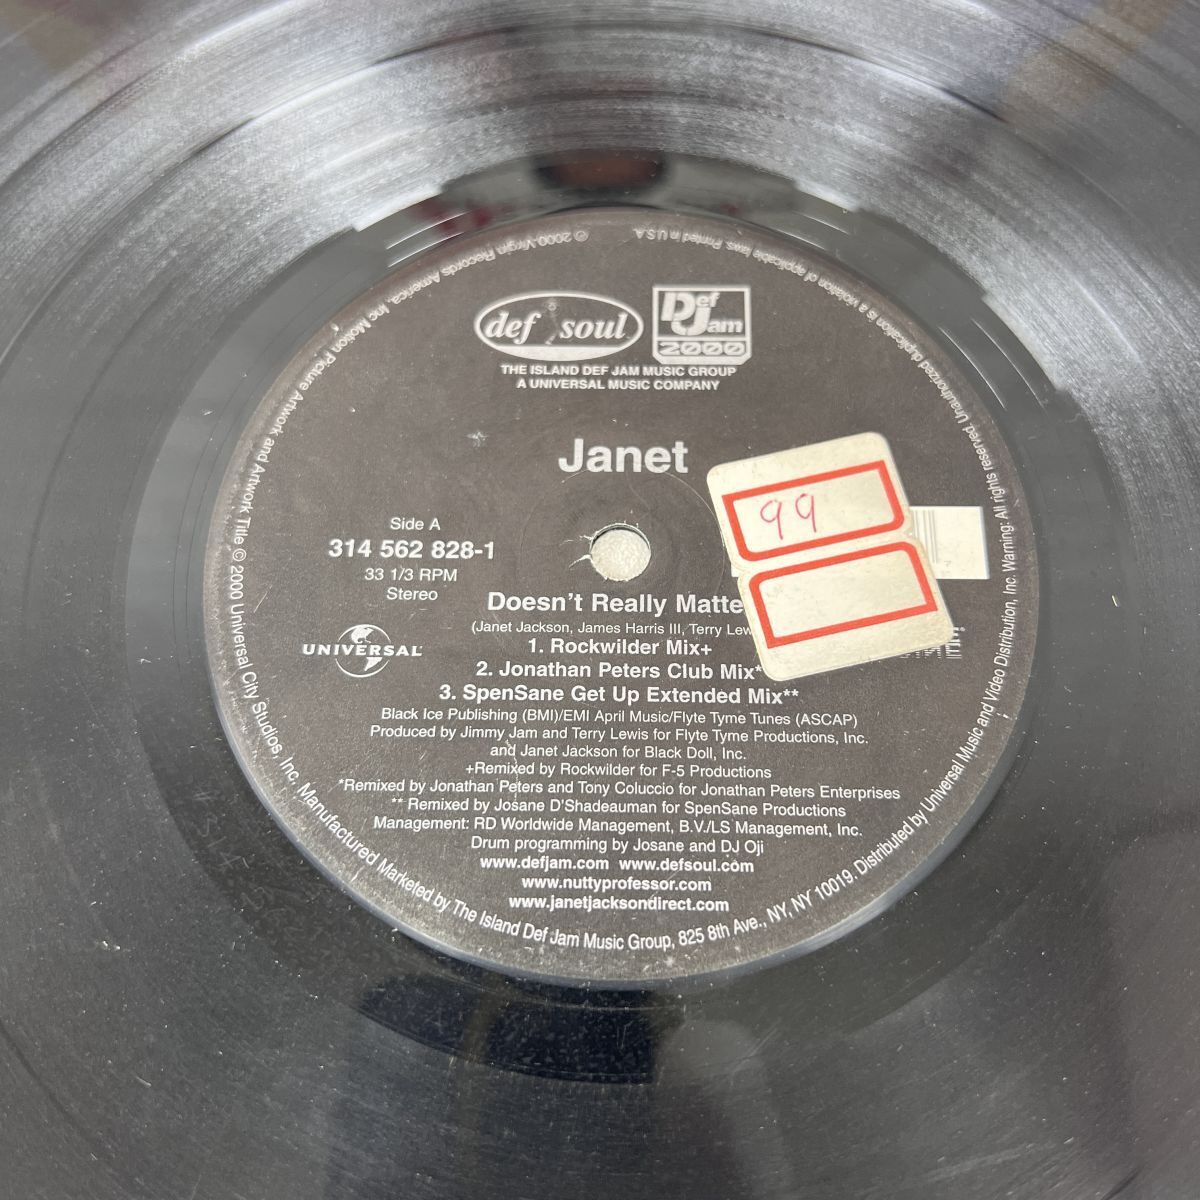 def soul
Def Jam 2000
THE ISLAND DEF JAM MUSIC GROUP
A UNIVERSAL MUSIC COMPANY
Janet
99
Side A
314 562 828-1
33 1/3 RPM
Stereo
UNIVERSAL
Doesn't Really Matte
(Janet Jackson, James Harris III, Terry Lew
1. Rockwilder Mix+
2. Jonathan Peters Club Mix*
3. SpenSane Get Up Extended Mix**
Black Ice Publishing (BMI)/EMI April Music/Flyte Tyme Tunes (ASCAP)
Produced by Jimmy Jam and Terry Lewis for Flyte Tyme Productions, Inc.
and Janet Jackson for Black Doll, Inc.
+Remixed by Rockwilder for F-5 Productions
*Remixed by Jonathan Peters and Tony Coluccio for Jonathan Peters Enterprises
** Remixed by Josane D'Shadeauman for SpenSane Productions
Management: RD Worldwide Management, B.V./LS Management, Inc.
Drum programming by Josane and DJ Oji
www.defjam.com www.defsoul.com
www.nuttyprofessor.com
www.janetjacksondirect.com
℗ 2000 Virgin Records America, Inc Motion Picture Artwork and Artwork Title © 2000 Universal City Studios, Inc. Manufactured Marketed by The Island Def Jam Music Group, 825 8th Ave., NY, NY 10019. Distributed by Universal Music and Video Distribution, Inc. Warning: All rights reserved. Unauthorized duplication is a violation of applicable laws. Printed in U.S.A.